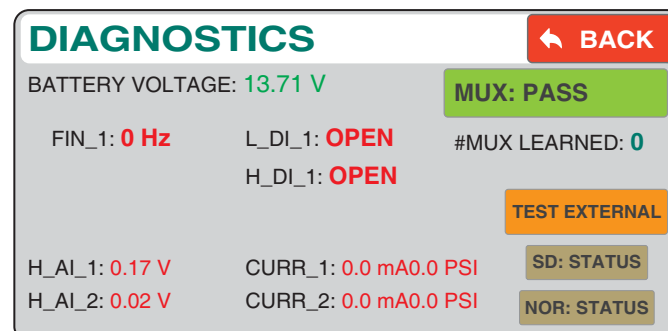 DIAGNOSTICS
BACK
BATTERY VOLTAGE: 13.71 V
MUX: PASS
FIN_1: 0 Hz
L_DI_1: OPEN
#MUX LEARNED: 0
H_DI_1: OPEN
TEST EXTERNAL
H_AI_1: 0.17 V
CURR_1: 0.0 mA0.0 PSI
SD: STATUS
H_AI_2: 0.02 V
CURR_2: 0.0 mA0.0 PSI
NOR: STATUS